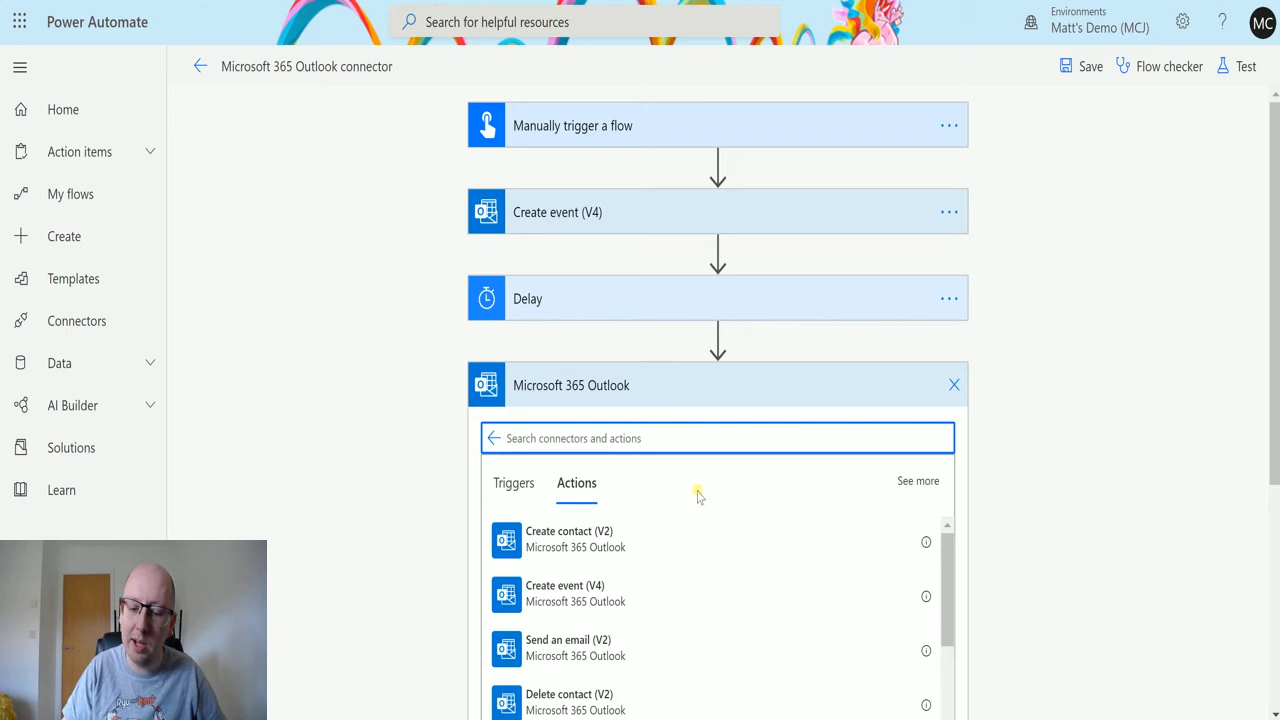 Power Automate
Search for helpful resources
Environments
Matt's Demo (MCJ)
MC
Microsoft 365 Outlook connector
Save
Flow checker
Test
Home
Action items
My flows
Create
Templates
Connectors
Data
AI Builder
Solutions
Learn
Manually trigger a flow
Create event (V4)
Delay
Microsoft 365 Outlook
Search connectors and actions
Triggers
Actions
See more
Create contact (V2)
Microsoft 365 Outlook
Create event (V4)
Microsoft 365 Outlook
Send an email (V2)
Microsoft 365 Outlook
Delete contact (V2)
Microsoft 365 Outlook